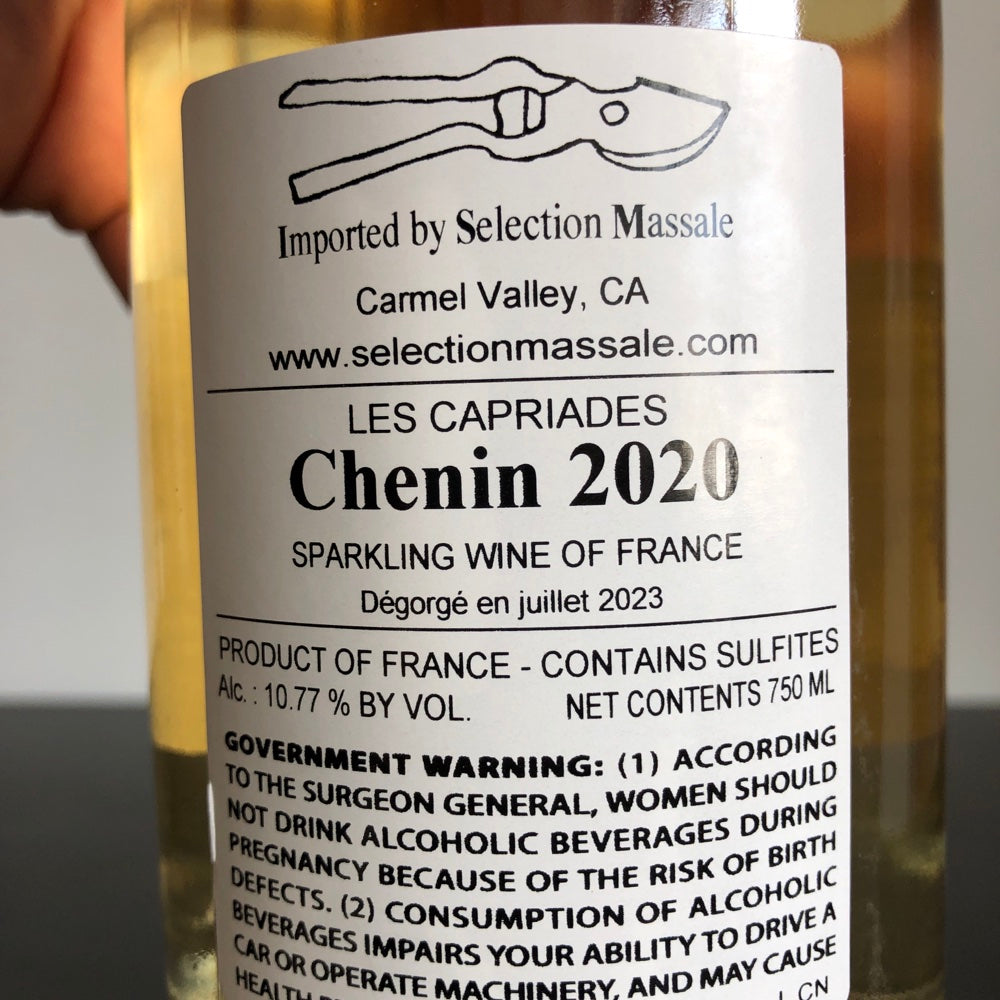 Imported by Selection Massale
Carmel Valley, CA
www.selectionmassale.com
LES CAPRIADES
Chenin 2020
SPARKLING WINE OF FRANCE
Dégorgé en juillet 2023
PRODUCT OF FRANCE - CONTAINS SULFITES
Alc. : 10.77 % BY VOL. NET CONTENTS 750 ML
GOVERNMENT WARNING: (1) ACCORDING
TO THE SURGEON GENERAL, WOMEN SHOULD
NOT DRINK ALCOHOLIC BEVERAGES DURING
PREGNANCY BECAUSE OF THE RISK OF BIRTH
DEFECTS. (2) CONSUMPTION OF ALCOHOLIC
BEVERAGES IMPAIRS YOUR ABILITY TO DRIVE A
CAR OR OPERATE MACHINERY, AND MAY CAUSE
HEALTH